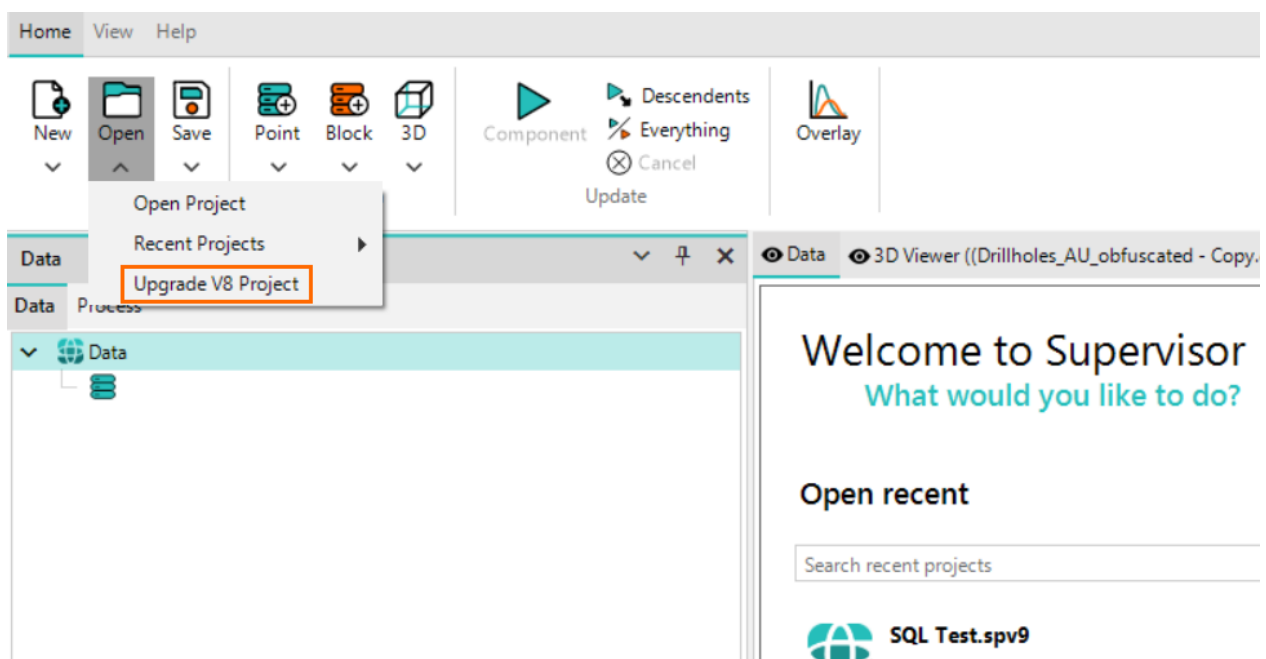 Home View Help
New Open Save Point Block 3D Component Descendents Everything Cancel Overlay
Update
Open Project
Recent Projects
Upgrade V8 Project
Data
Data Process
Data
Data 3D Viewer ((Drillholes_AU_obfuscated - Copy.
Welcome to Supervisor
What would you like to do?
Open recent
Search recent projects
SQL Test.spv9